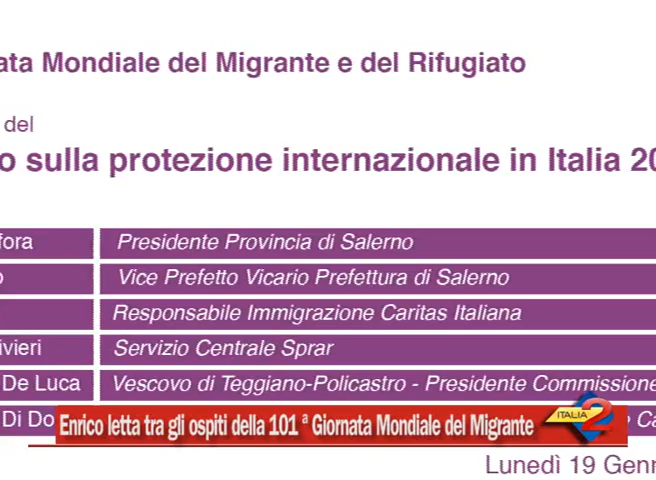 ata Mondiale del Migrante e del Rifugiato
del
o sulla protezione internazionale in Italia 20
fora Presidente Provincia di Salerno
o Vice Prefetto Vicario Prefettura di Salerno
Responsabile Immigrazione Caritas Italiana
ivieri Servizio Centrale Sprar
De Luca Vescovo di Teggiano-Policastro - Presidente Commissione
Di Do o Ca
Enrico letta tra gli ospiti della 101ª Giornata Mondiale del Migrante
ITALIA 2
Lunedì 19 Genn